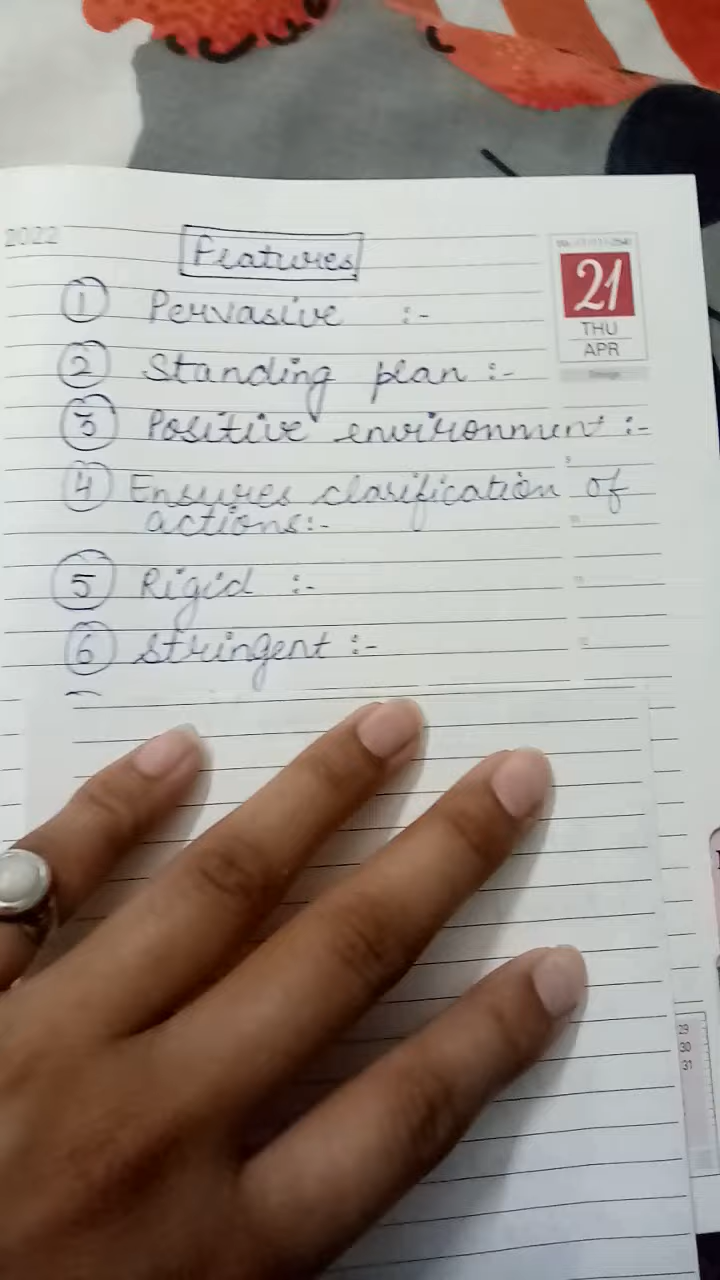 2022
Features
21
THU
APR
① Pervasive :-
② Standing plan :-
③ Positive environment :-
④ Ensures clarification of
actions:-
⑤ Rigid :-
⑥ Stringent :-
29
30
31